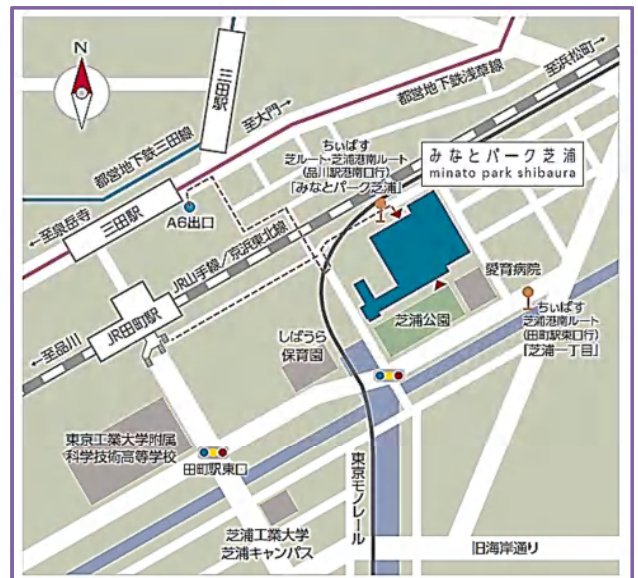 N
三田駅
至大門→
都営地下鉄浅草線
至浜松町→
都営地下鉄三田線
ちぃばす
芝ルート・芝浦港南ルート
(品川駅港南口行)
「みなとパーク芝浦」
みなとパーク芝浦
minato park shibaura
←至泉岳寺
三田駅
A6出口
JR山手線/京浜東北線
愛育病院
←至品川
JR田町駅
芝浦公園
ちぃばす
芝浦港南ルート
(田町駅東口行)
「芝浦一丁目」
しばうら
保育園
東京工業大学附属
科学技術高等学校
田町駅東口
東京モノレール
芝浦工業大学
芝浦キャンパス
旧海岸通り